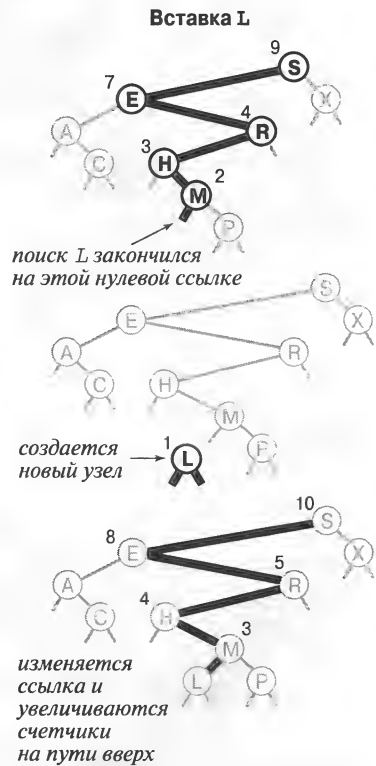 Вставка L
9
S
7
E
X
4
R
A
3
H
C
2
M
P
поиск L закончился
на этой нулевой ссылке
S
E
X
A
R
C
H
M
P
создается
новый узел
1
L
10
S
8
E
X
5
R
A
4
H
C
3
M
L
P
изменяется
ссылка и
увеличиваются
счетчики
на пути вверх